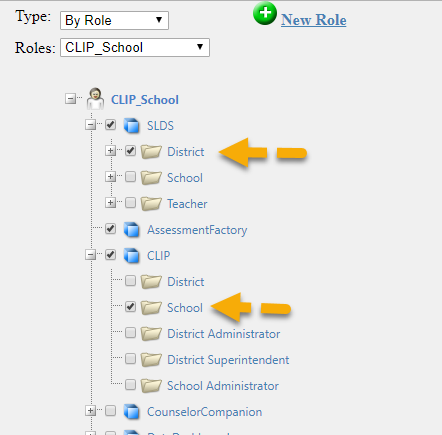 Type: By Role New Role
Roles: CLIP_School
CLIP_School
SLDS
District
School
Teacher
AssessmentFactory
CLIP
District
School
District Administrator
District Superintendent
School Administrator
CounselorCompanion